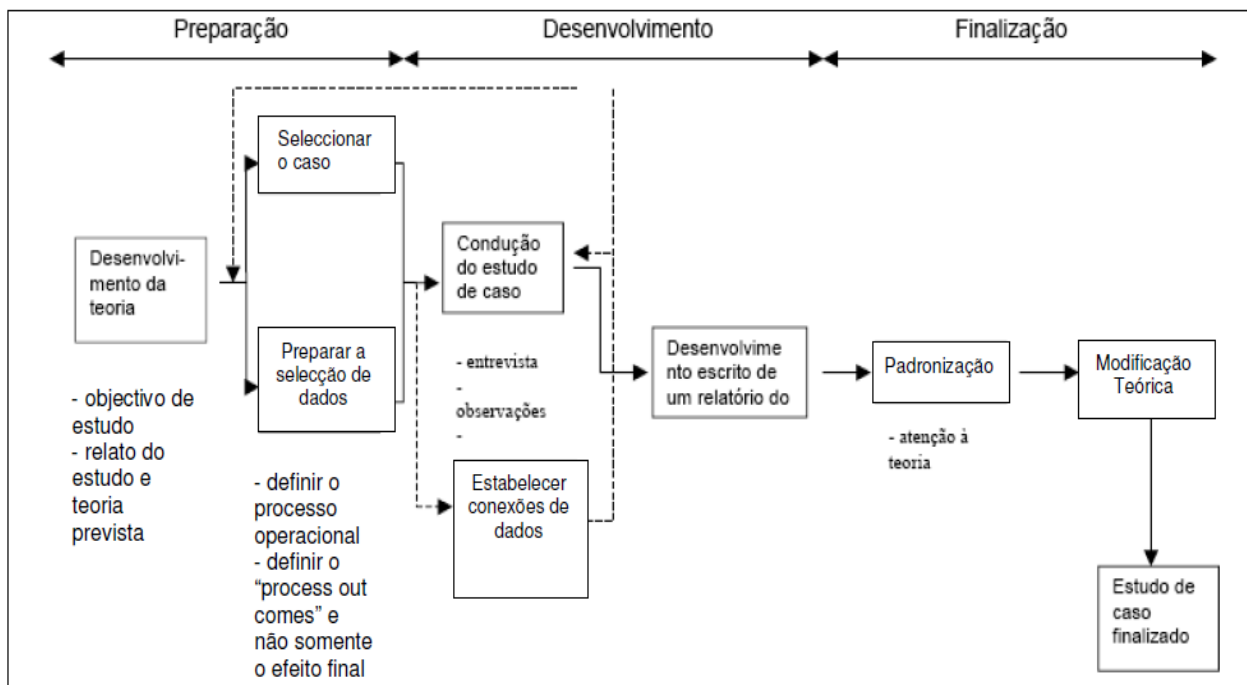 Preparação
Desenvolvimento
Finalização
Seleccionar
o caso
Desenvolvi-
mento da
teoria
Preparar a
selecção de
dados
- objectivo de
estudo
- relato do
estudo e
teoria
prevista
- definir o
processo
operacional
- definir o
“process out
comes” e
não somente
o efeito final
Condução
do estudo
de caso
- entrevista
-
observações
-
Estabelecer
conexões de
dados
Desenvolvime
nto escrito de
um relatório do
Padronização
- atenção à
teoria
Modificação
Teórica
Estudo de
caso
finalizado